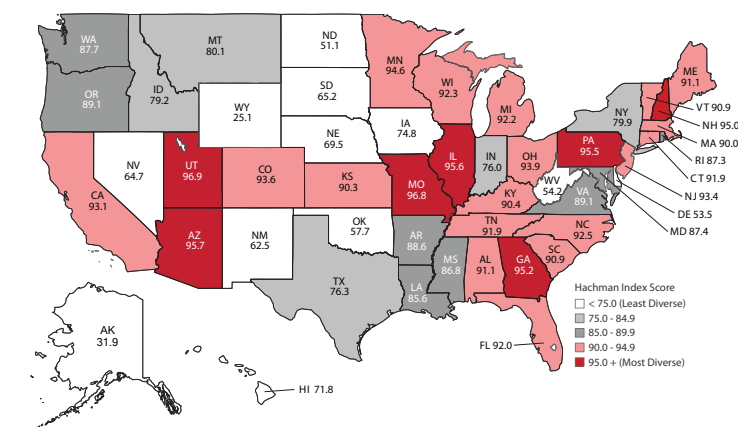 WA
87.7
MT
80.1
ND
51.1
MN
94.6
ME
91.1
OR
89.1
ID
79.2
SD
65.2
WI
92.3
MI
92.2
NY
79.9
VT 90.9
NH 95.0
MA 90.0
RI 87.3
CT 91.9
NJ 93.4
DE 53.5
MD 87.4
WY
25.1
NE
69.5
IA
74.8
PA
95.5
NV
64.7
UT
96.9
CO
93.6
KS
90.3
MO
96.8
IL
95.6
IN
76.0
OH
93.9
WV
54.2
VA
89.1
CA
93.1
KY
90.4
AZ
95.7
NM
62.5
OK
57.7
AR
88.6
TN
91.9
NC
92.5
SC
90.9
TX
76.3
LA
85.6
MS
86.8
AL
91.1
GA
95.2
FL 92.0
AK
31.9
HI 71.8
Hachman Index Score
< 75.0 (Least Diverse)
75.0 - 84.9
85.0 - 89.9
90.0 - 94.9
95.0 + (Most Diverse)